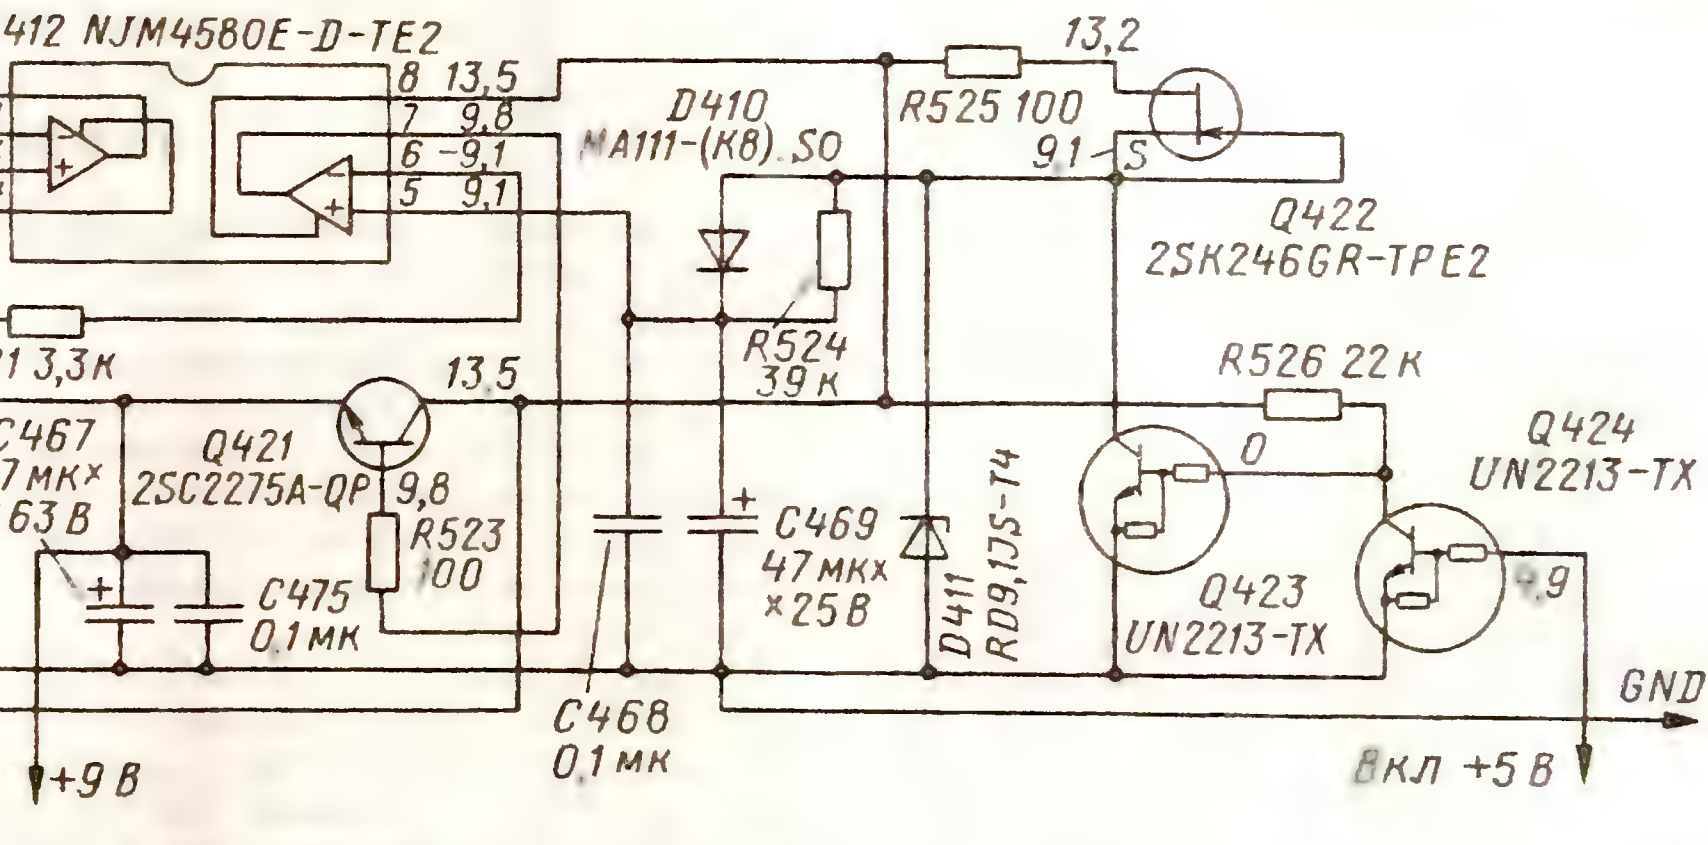 412 NJM4580E-D-TE2
8 13,5
7 9,8
6 -9,1
5 9,1
13,2
R525 100
D410
MA111-(K8).SO
9,1
S
Q422
2SK246GR-TPE2
R524
39 к
3,3к
13,5
R526 22 к
Q421
2SC2275A-QP
9,8
C467
7 мк×
63 В
R523
100
+
C469
47 мк×
×25 В
D411
RD9,1JS-T4
0
Q424
UN2213-TX
4,9
Q423
UN2213-TX
+
C475
0,1 мк
C468
0,1 мк
GND
+9 В
Вкл +5 В